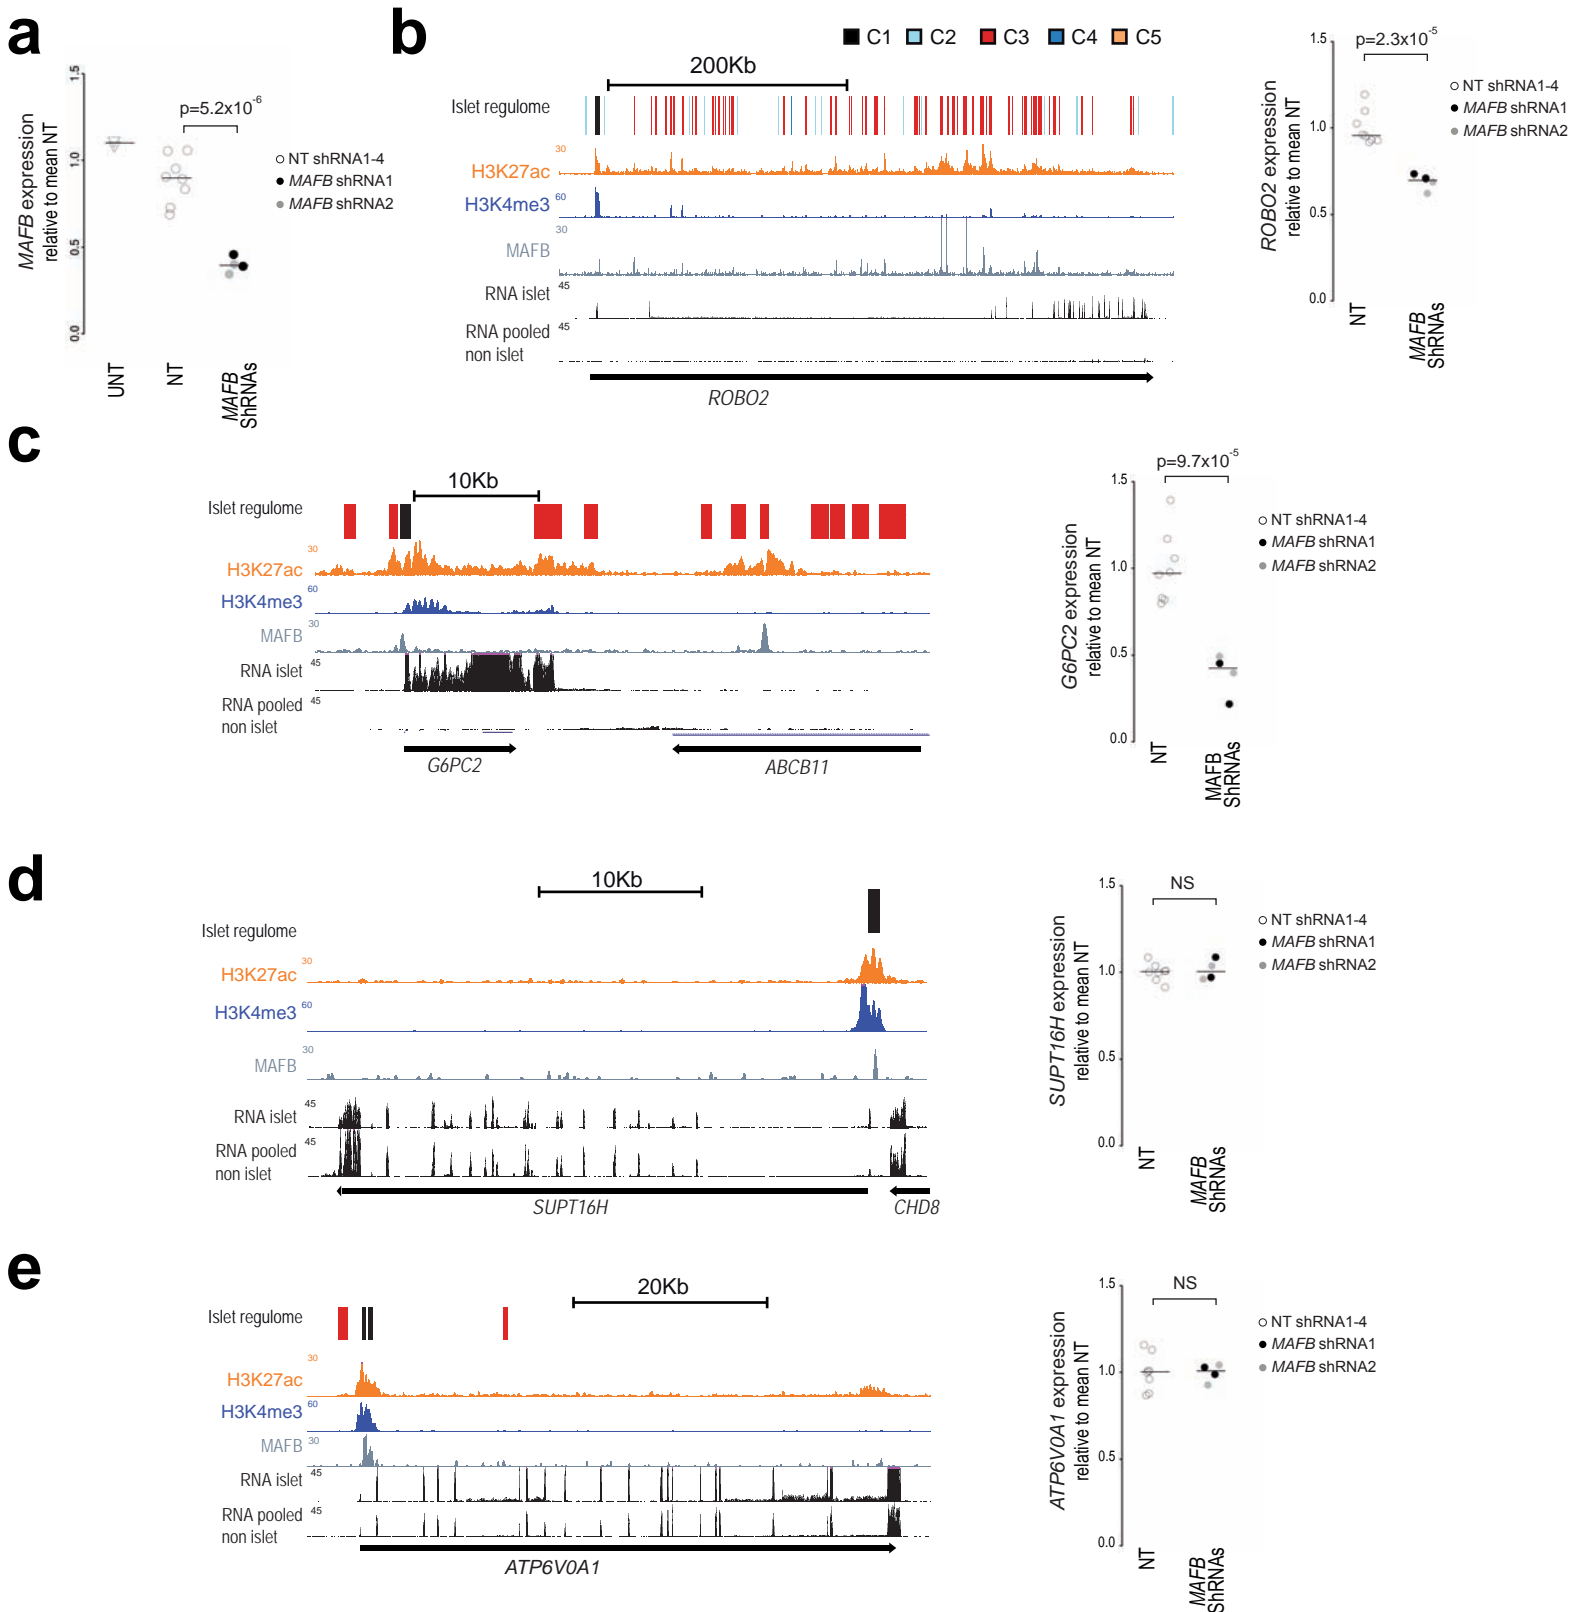 a
MAFB expression
relative to mean NT
1.5
1.0
0.5
0.0
p=5.2x10-6
NT shRNA1-4
MAFB shRNA1
MAFB shRNA2
UNT
NT
MAFB
ShRNAs
b
C1 C2 C3 C4 C5
200Kb
Islet regulome
H3K27ac 30
H3K4me3 60
MAFB 30
RNA islet 45
RNA pooled 45
non islet
ROBO2
ROBO2 expression
relative to mean NT
1.5
1.0
0.5
0.0
p=2.3x10-5
NT shRNA1-4
MAFB shRNA1
MAFB shRNA2
NT
MAFB
ShRNAs
c
10Kb
Islet regulome
H3K27ac 30
H3K4me3 60
MAFB 30
RNA islet 45
RNA pooled 45
non islet
G6PC2
ABCB11
G6PC2 expression
relative to mean NT
1.5
1.0
0.5
0.0
p=9.7x10-5
NT shRNA1-4
MAFB shRNA1
MAFB shRNA2
NT
MAFB
ShRNAs
d
10Kb
Islet regulome
H3K27ac 30
H3K4me3 60
MAFB 30
RNA islet 45
RNA pooled 45
non islet
SUPT16H
CHD8
SUPT16H expression
relative to mean NT
1.5
1.0
0.5
0.0
NS
NT shRNA1-4
MAFB shRNA1
MAFB shRNA2
NT
MAFB
ShRNAs
e
20Kb
Islet regulome
H3K27ac 30
H3K4me3 60
MAFB 30
RNA islet 45
RNA pooled 45
non islet
ATP6V0A1
ATP6V0A1 expression
relative to mean NT
1.5
1.0
0.5
0.0
NS
NT shRNA1-4
MAFB shRNA1
MAFB shRNA2
NT
MAFB
ShRNAs